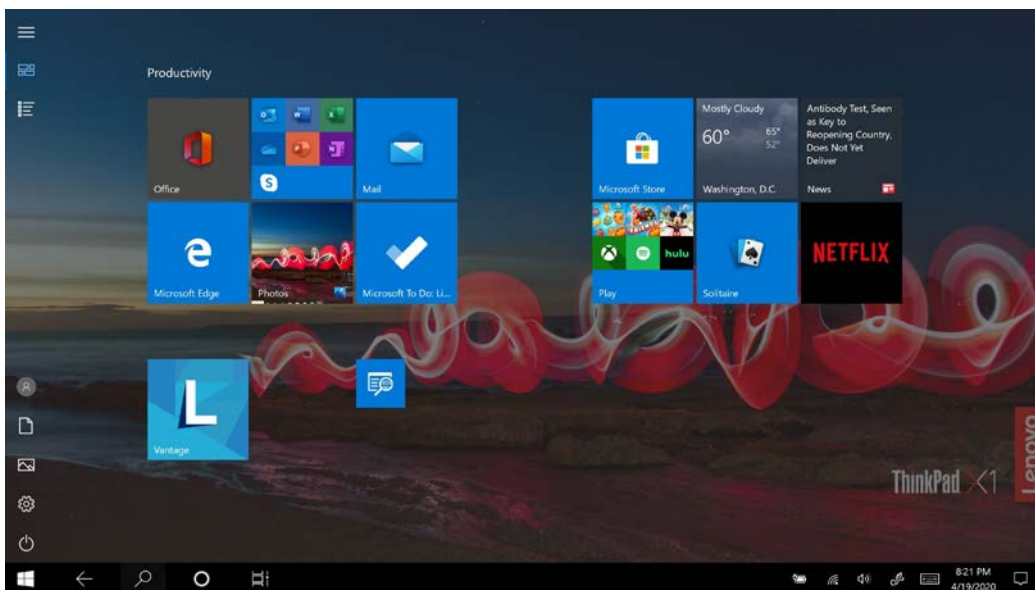 Productivity
Office
S
Mail
Microsoft Store
Mostly Cloudy
60°
65°
52°
Washington, D.C.
Antibody Test, Seen
as Key to
Reopening Country,
Does Not Yet
Deliver
News
Microsoft Edge
Photos
Microsoft To Do: Li...
hulu
Play
Solitaire
NETFLIX
L
Vantage
Lenovo
ThinkPad X1
8:21 PM
4/19/2020